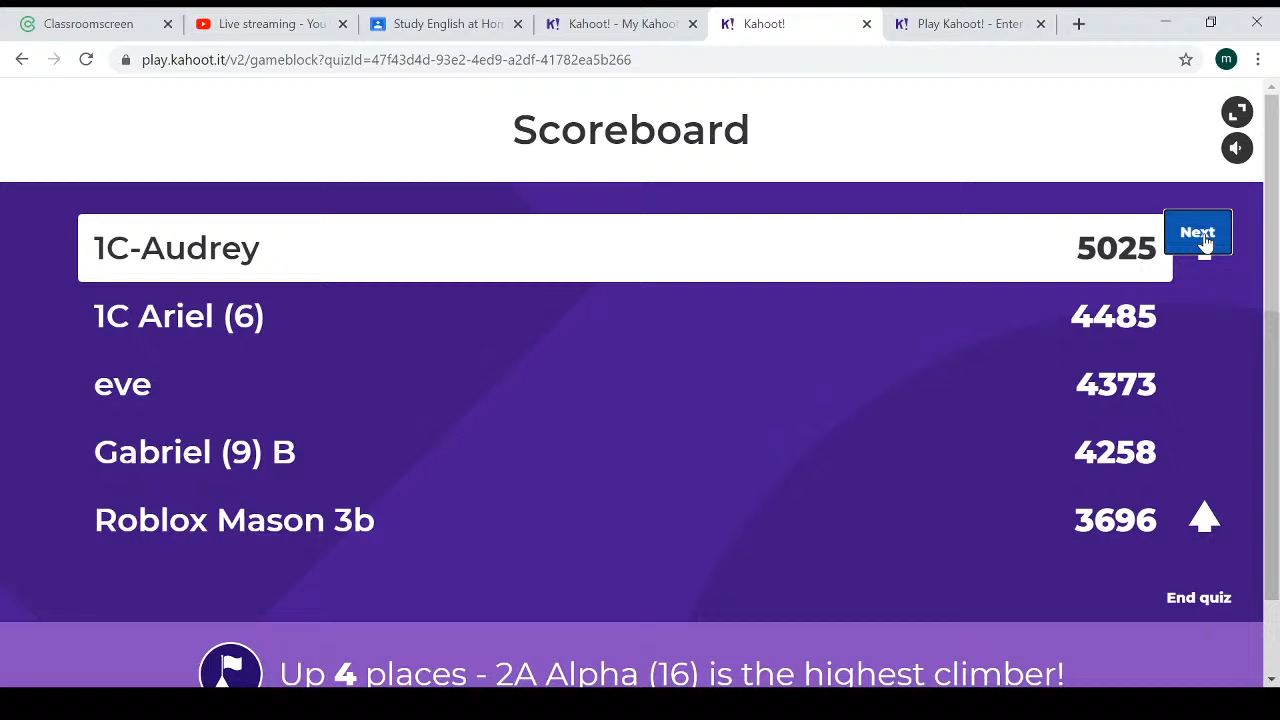 Classroomscreen
Live streaming - You
Study English at Hon
Kahoot! - My Kahoot
Kahoot!
Play Kahoot! - Enter
play.kahoot.it/v2/gameblock?quizId=47f43d4d-93e2-4ed9-a2df-41782ea5b266
m
Scoreboard
Next
1C-Audrey 5025
1C Ariel (6) 4485
eve 4373
Gabriel (9) B 4258
Roblox Mason 3b 3696
End quiz
Up 4 places - 2A Alpha (16) is the highest climber!